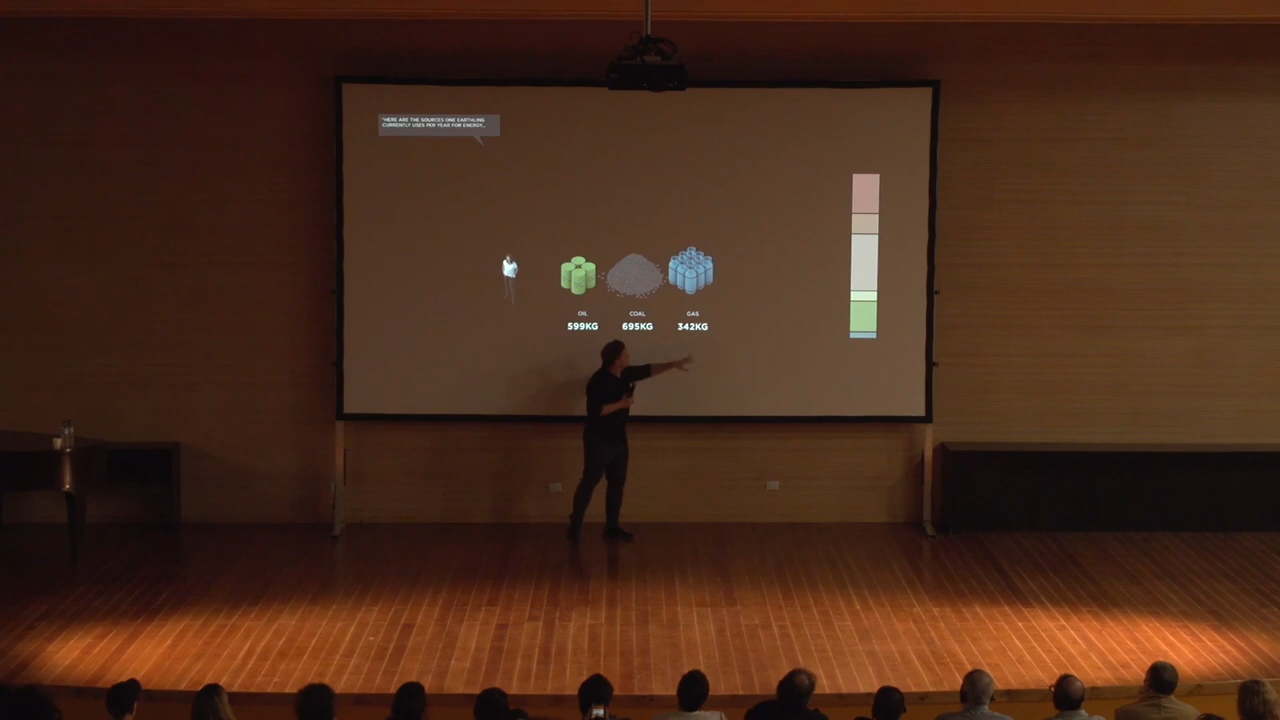 "HERE ARE THE SOURCES ONE EARTHLING
CURRENTLY USES PER YEAR FOR ENERGY...
OIL COAL GAS
599KG 695KG 342KG